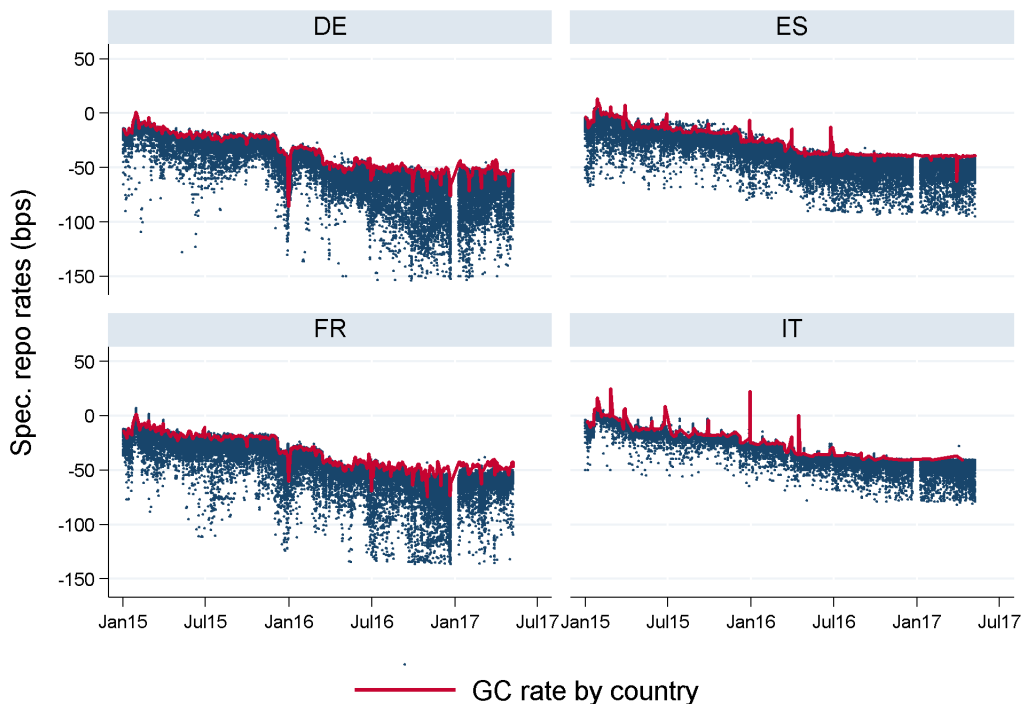 DE
ES
50
0
-50
-100
-150
FR
IT
50
0
-50
-100
-150
Spec. repo rates (bps)
Jan15 Jul15 Jan16 Jul16 Jan17 Jul17
Jan15 Jul15 Jan16 Jul16 Jan17 Jul17
GC rate by country